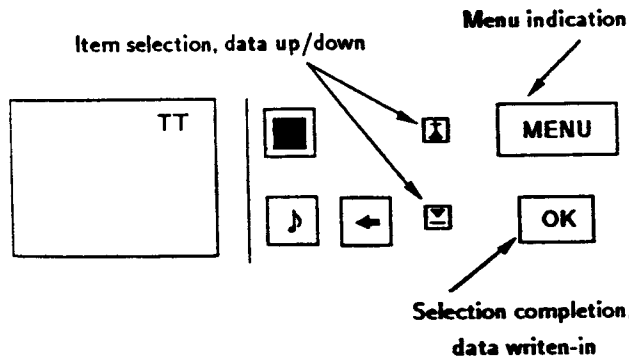 Menu indication
Item selection, data up/down
TT
MENU
OK
Selection completion,
data writen-in